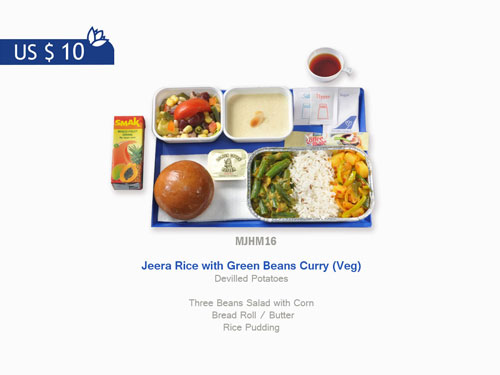 US $ 10
SMAK
Salt
Pepper
MJHM16
Jeera Rice with Green Beans Curry (Veg)
Devilled Potatoes
Three Beans Salad with Corn
Bread Roll / Butter
Rice Pudding